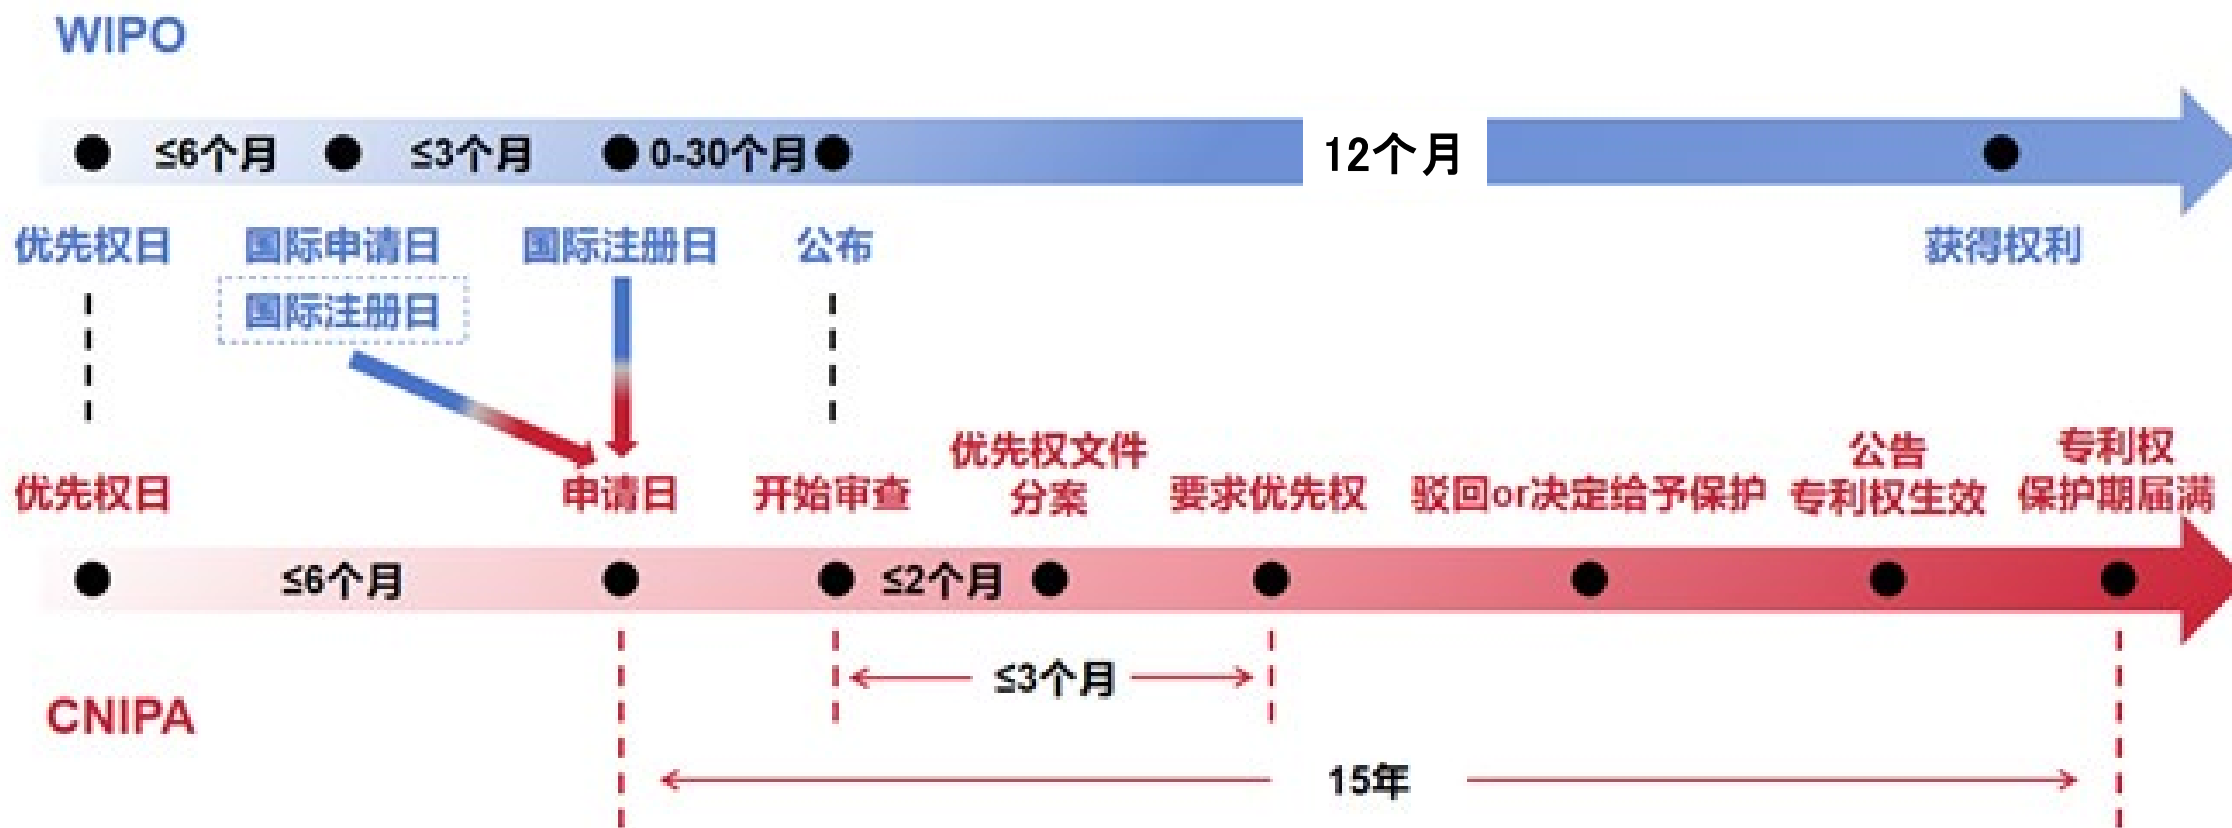 WIPO
≤6个月
≤3个月
0-30个月
12个月
优先权日
国际申请日
国际注册日
公布
获得权利
国际注册日
优先权日
申请日
开始审查
优先权文件
分案
要求优先权
驳回or决定给予保护
公告
专利权生效
专利权
保护期届满
≤6个月
≤2个月
≤3个月
CNIPA
15年